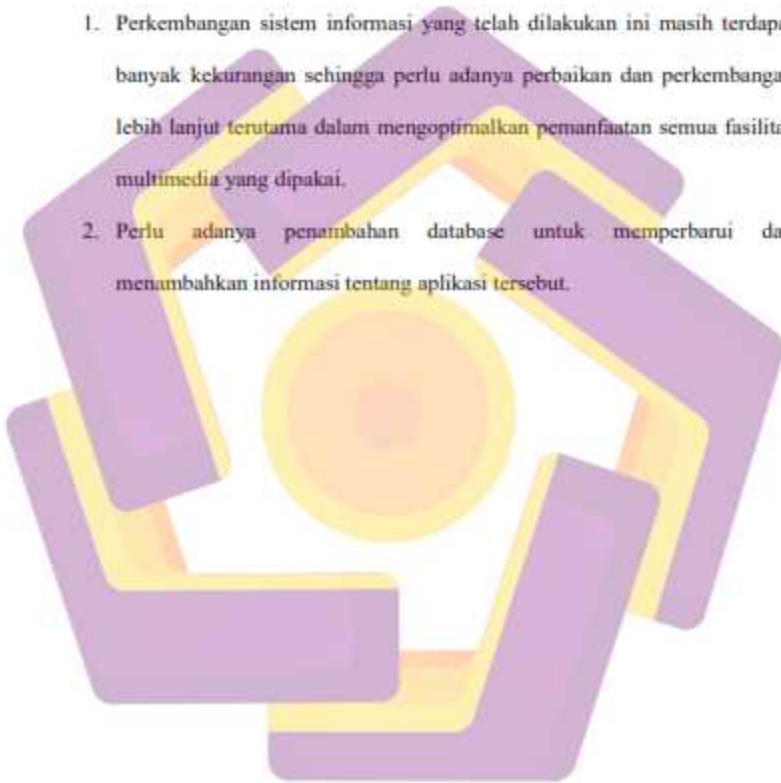 1. Perkembangan sistem informasi yang telah dilakukan ini masih terdapa
banyak kekurangan sehingga perlu adanya perbaikan dan perkembanga
lebih lanjut terutama dalam mengoptimalkan pemanfaatan semua fasilita
multimedia yang dipakai.
2. Perlu adanya penambahan database untuk memperbarui da
menambahkan informasi tentang aplikasi tersebut.